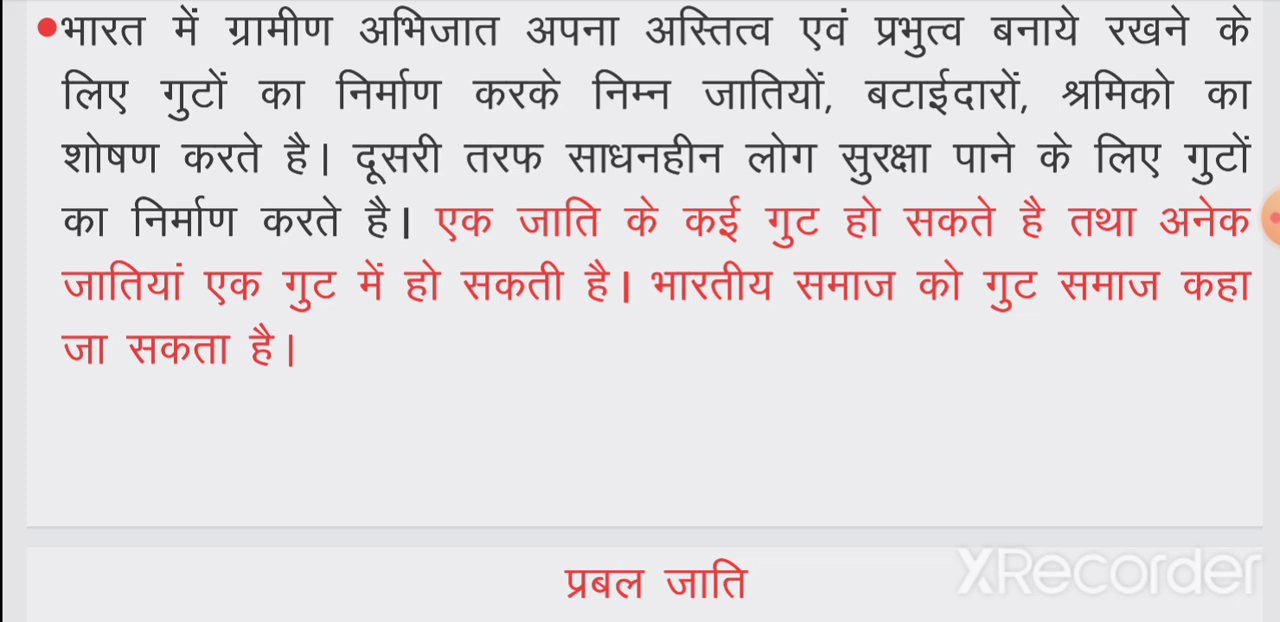 •भारत में ग्रामीण अभिजात अपना अस्तित्व एवं प्रभुत्व बनाये रखने के
लिए गुटों का निर्माण करके निम्न जातियों, बटाईदारों, श्रमिको का
शोषण करते है। दूसरी तरफ साधनहीन लोग सुरक्षा पाने के लिए गुटों
का निर्माण करते है। एक जाति के कई गुट हो सकते है तथा अनेक
जातियां एक गुट में हो सकती है। भारतीय समाज को गुट समाज कहा
जा सकता है।
प्रबल जाति
XRecorder